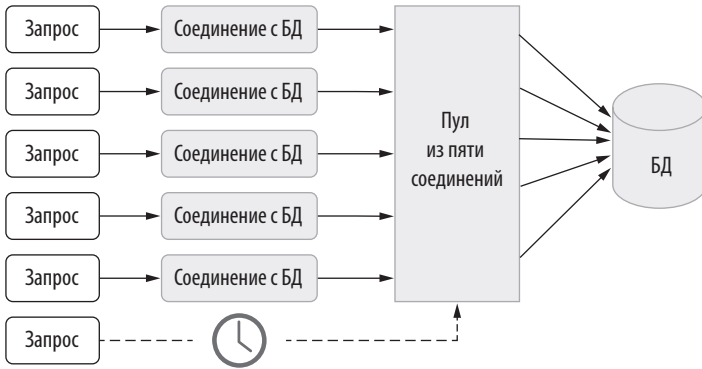 Запрос Соединение с БД
Запрос Соединение с БД
Запрос Соединение с БД
Запрос Соединение с БД
Запрос Соединение с БД
Запрос
Пул
из пяти
соединений
БД